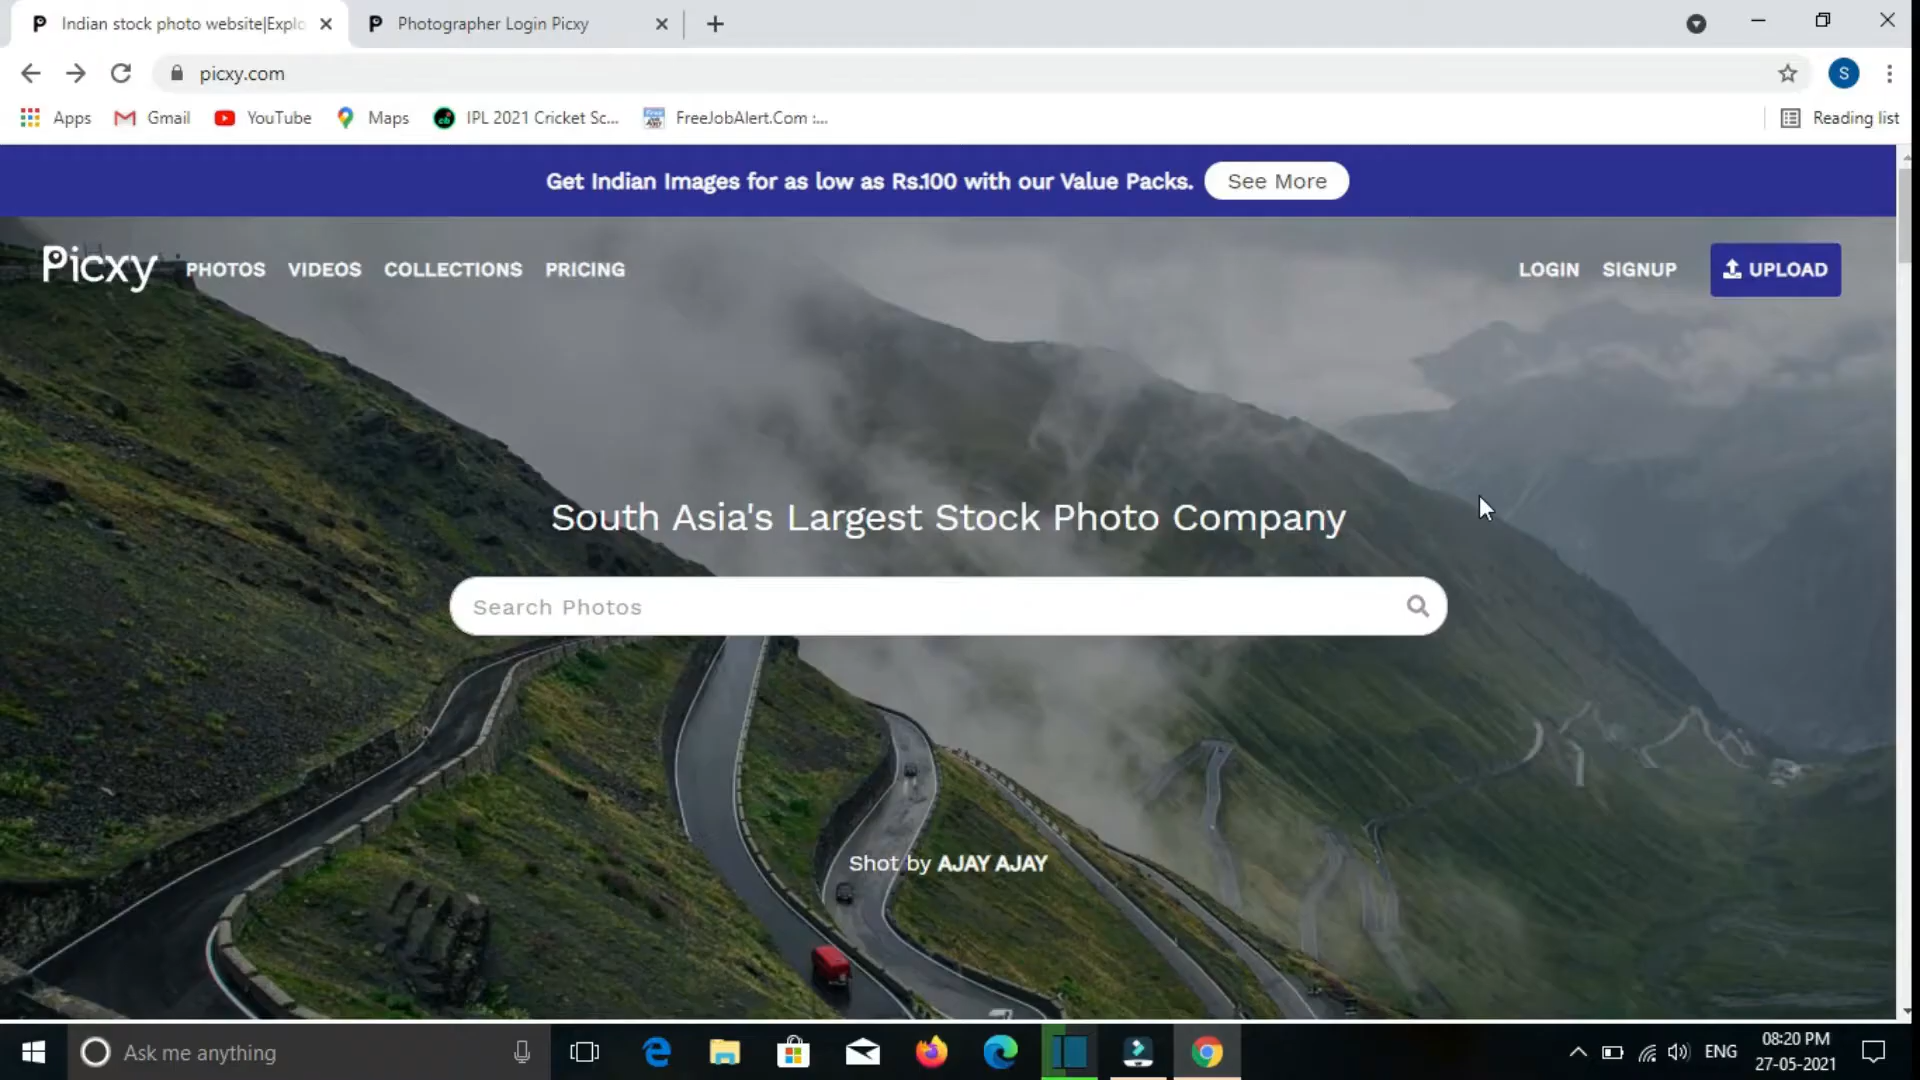 Indian stock photo website|Explo
Photographer Login Picxy
picxy.com
S
Apps
Gmail
YouTube
Maps
IPL 2021 Cricket Sc...
FreeJobAlert.Com :...
Reading list
Get Indian Images for as low as Rs.100 with our Value Packs.
See More
Picxy
PHOTOS
VIDEOS
COLLECTIONS
PRICING
LOGIN
SIGNUP
UPLOAD
South Asia's Largest Stock Photo Company
Search Photos
Shot by AJAY AJAY
Ask me anything
ENG
08:20 PM
27-05-2021